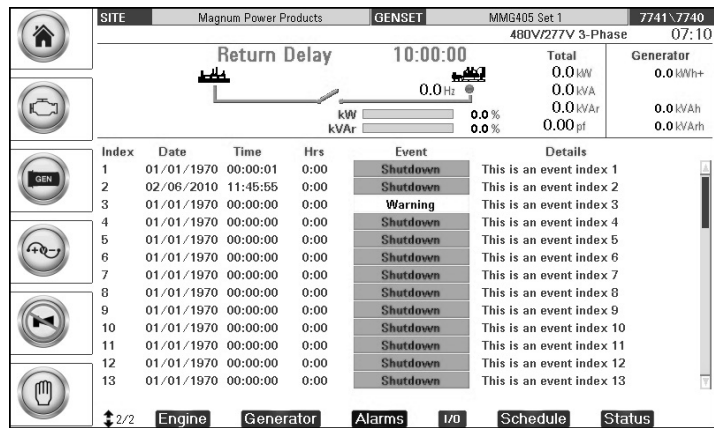 SITE Magnum Power Products GENSET MMG405 Set 1 7741\7740
480V/277V 3-Phase 07:10
Return Delay 10:00:00 Total Generator
0.0 kW 0.0 kWh+
0.0 Hz 0.0 kVA
kW 0.0 % 0.0 kVAr 0.0 kVAh
kVAr 0.0 % 0.00 pf 0.0 kVArh
Index Date Time Hrs Event Details
1 01/01/1970 00:00:01 0:00 Shutdown This is an event index 1
2 02/06/2010 11:45:55 0:00 Shutdown This is an event index 2
3 01/01/1970 00:00:00 0:00 Warning This is an event index 3
4 01/01/1970 00:00:00 0:00 Shutdown This is an event index 4
5 01/01/1970 00:00:00 0:00 Shutdown This is an event index 5
6 01/01/1970 00:00:00 0:00 Shutdown This is an event index 6
GEN
7 01/01/1970 00:00:00 0:00 Shutdown This is an event index 7
8 01/01/1970 00:00:00 0:00 Shutdown This is an event index 8
9 01/01/1970 00:00:00 0:00 Shutdown This is an event index 9
10 01/01/1970 00:00:00 0:00 Shutdown This is an event index 10
11 01/01/1970 00:00:00 0:00 Shutdown This is an event index 11
12 01/01/1970 00:00:00 0:00 Shutdown This is an event index 12
13 01/01/1970 00:00:00 0:00 Shutdown This is an event index 13
2/2 Engine Generator Alarms I/O Schedule Status